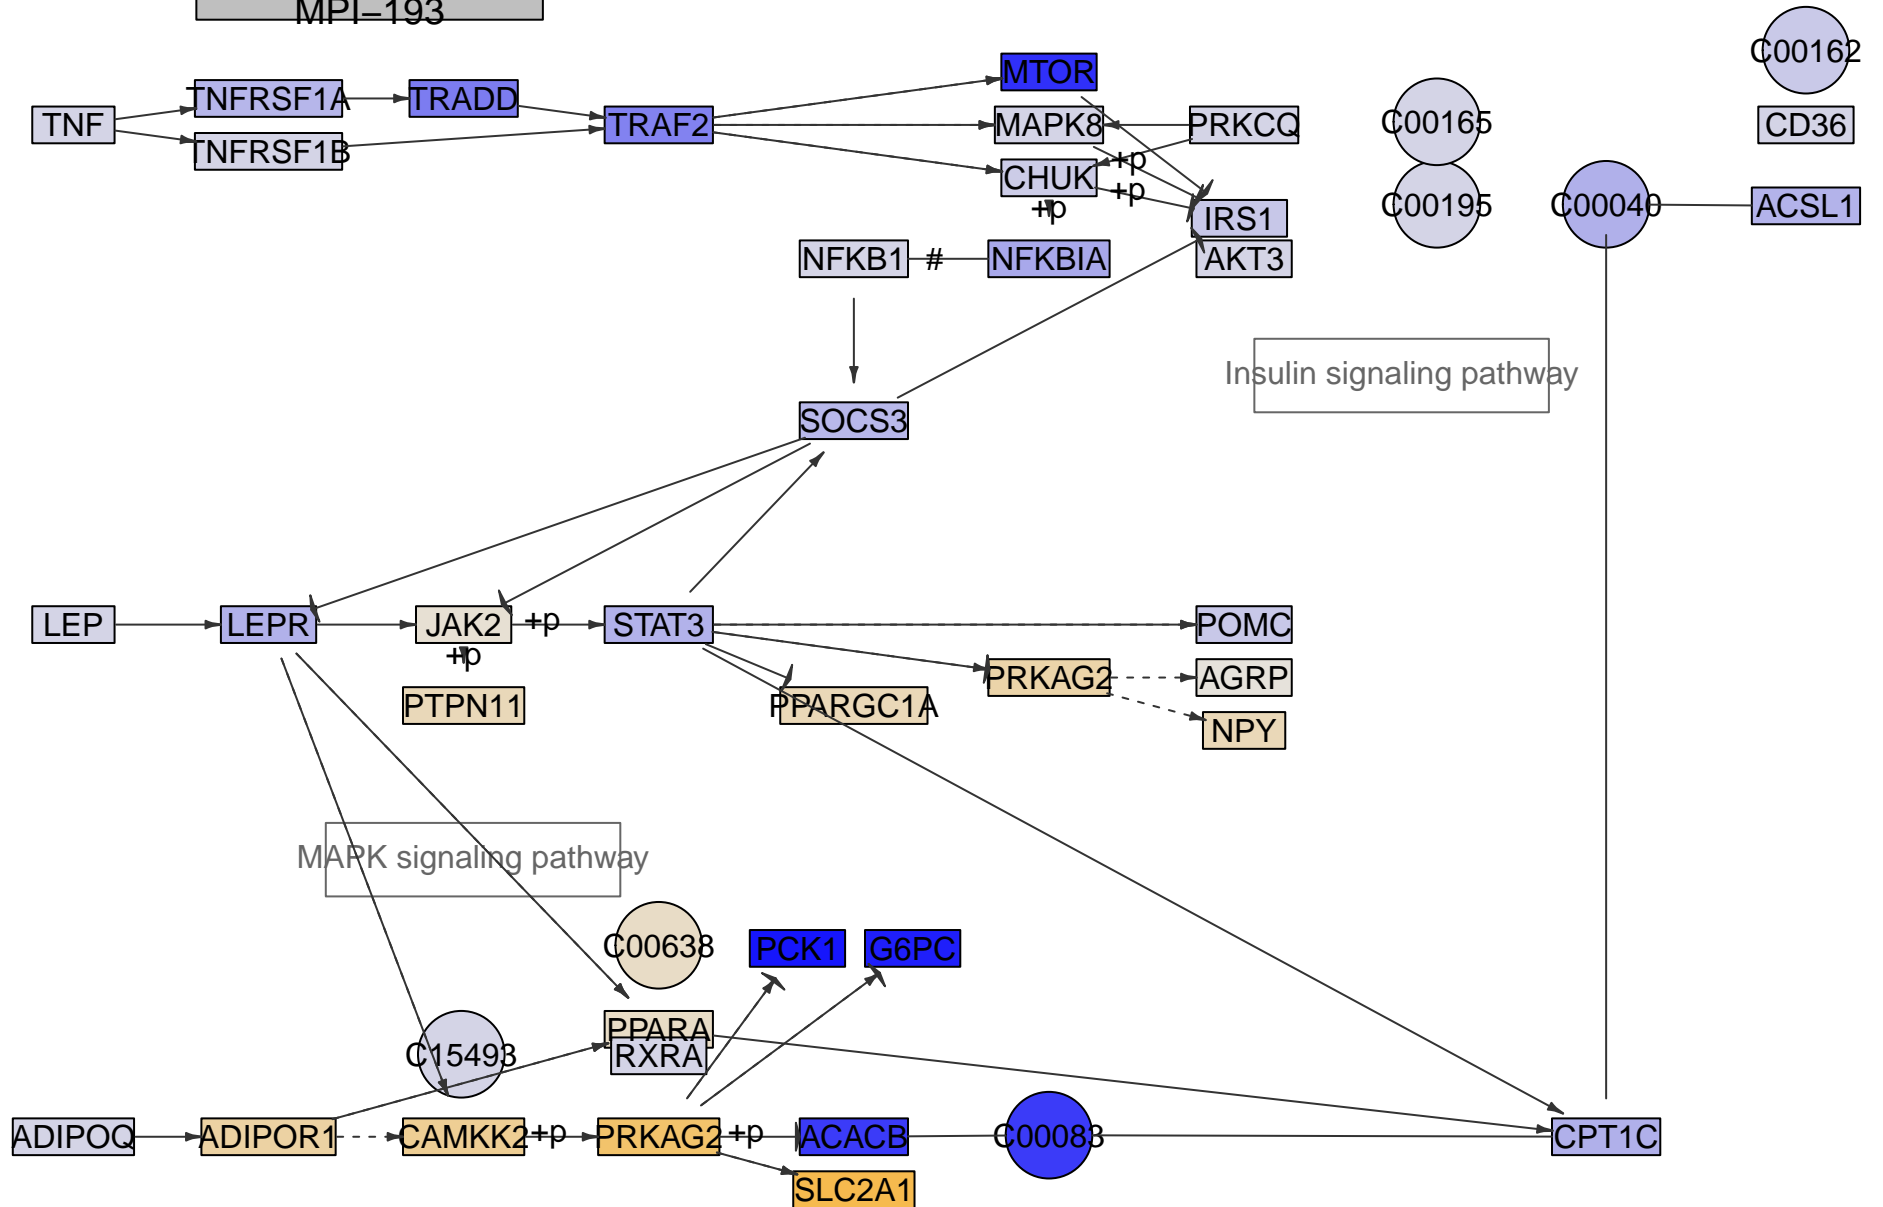 MPI–193
C00162
MTOR
TNFRSF1A
TRADD
TNF
TRAF2
MAPK8
PRKCQ
C00165
CD36
TNFRSF1B
+p
CHUK
+p
+p
IRS1
C00195
C00040
ACSL1
NFKB1
#
NFKBIA
AKT3
Insulin signaling pathway
SOCS3
LEP
LEPR
JAK2
+p
STAT3
POMC
+p
PRKAG2
AGRP
PTPN11
PPARGC1A
NPY
MAPK signaling pathway
C00638
PCK1
G6PC
PPARA
C15493
RXRA
ADIPOQ
ADIPOR1
CAMKK2
+p
PRKAG2
+p
ACACB
C00083
CPT1C
SLC2A1